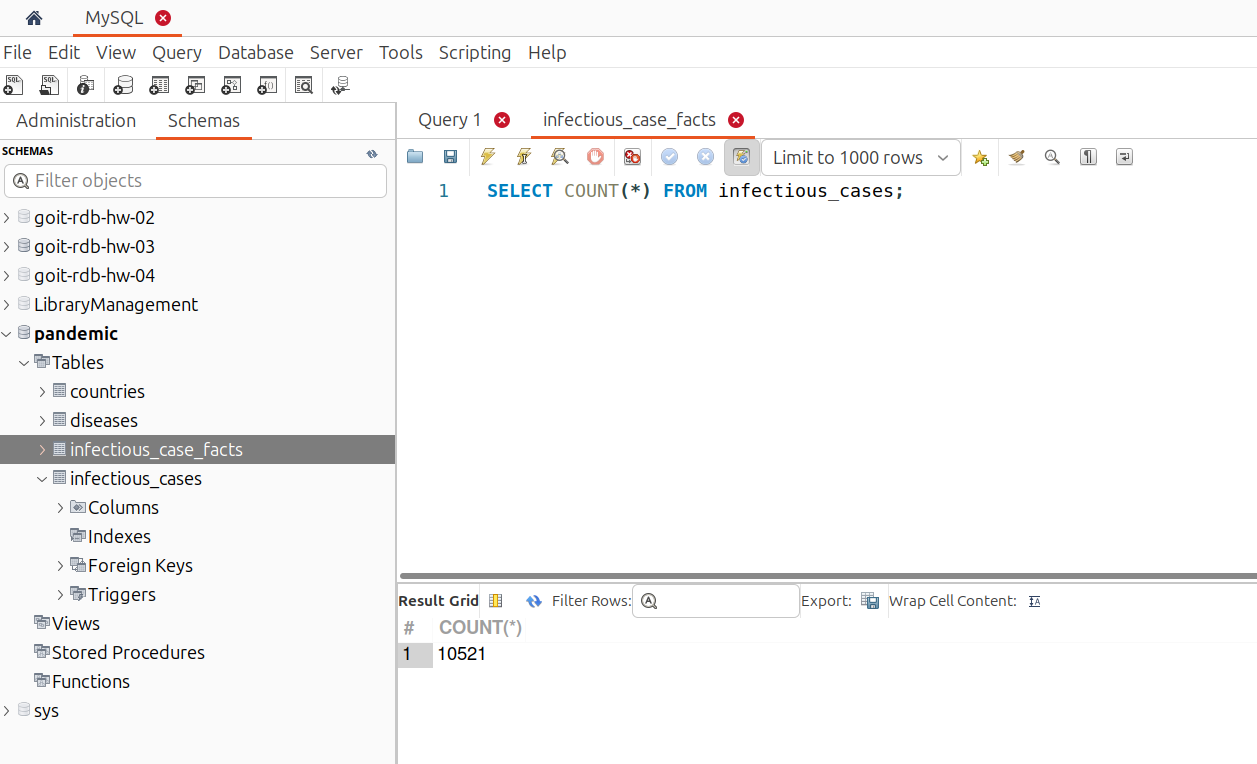 MySQL
File Edit View Query Database Server Tools Scripting Help
Administration Schemas
SCHEMAS
Filter objects
goit-rdb-hw-02
goit-rdb-hw-03
goit-rdb-hw-04
LibraryManagement
pandemic
Tables
countries
diseases
infectious_case_facts
infectious_cases
Columns
Indexes
Foreign Keys
Triggers
Views
Stored Procedures
Functions
sys
Query 1 infectious_case_facts
Limit to 1000 rows
1 SELECT COUNT(*) FROM infectious_cases;
Result Grid Filter Rows: Export: Wrap Cell Content:
# COUNT(*)
1 10521